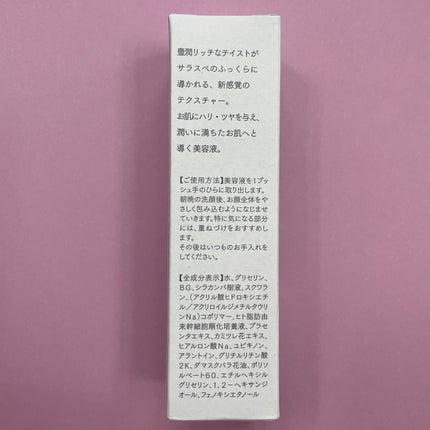 豊潤リッチなテイストが
サラスベのふっくらに
導かれる、新感覚の
テクスチャー。
お肌にハリ・ツヤを与え、
潤いに満ちたお肌へと
導く美容液。
【ご使用方法】美容液を1プッ
シュ手のひらに取り出します。
朝晩の洗顔後、お顔全体をや
さしく包み込むようになじませ
ていきます。特に気になる部分
には、重ねづけをおすすめし
ます。
その後はいつものお手入れを
してください。
【全成分表示】水、グリセリン、
BG、シラカンバ樹液、スクワラ
ン、(アクリル酸ヒドロキシエチ
ル/アクリロイルジメチルタウリ
ンNa)コポリマー、ヒト脂肪由
来幹細胞順化培養液、プラセ
ンタエキス、カミツレ花エキス、
ヒアルロン酸Na、ユビキノン、
アラントイン、グリチルリチン酸
2K、ダマスクバラ花油、ポリソ
ルベート60、エチルヘキシル
グリセリン、1,2-ヘキサンジ
オール、フェノキシエタノール